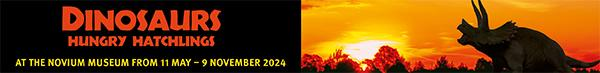 DINOSAURS
HUNGRY HATCHLINGS
AT THE NOVIUM MUSEUM FROM 11 MAY – 9 NOVEMBER 2024